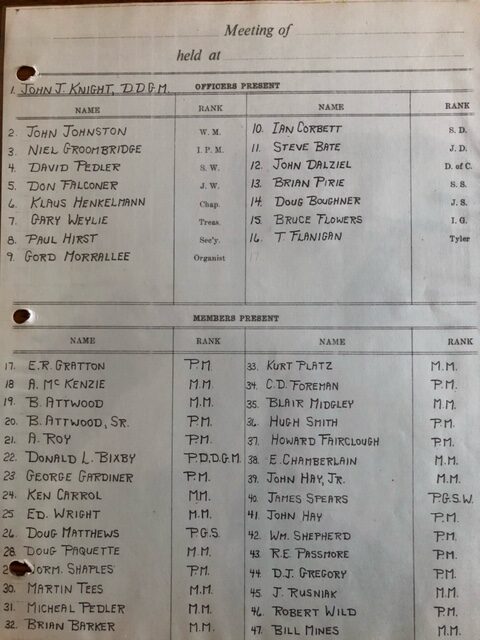 Meeting of
held at
1. JOHN J. KNIGHT, D.D.G.M. OFFICERS PRESENT
NAME RANK NAME RANK
2. JOHN JOHNSTON W. M. 10. IAN CORBETT S. D.
3 NIEL GROOMBRIDGE I. P. M. 11. STEVE BATE J. D.
4 DAVID PEDLER S. W. 12. JOHN DALZIEL D. of C.
5 DON FALCONER J. W. 13. BRIAN PIRIE S. S.
6 KLAUS HENKELMANN Chap. 14. DOUG BOUGHNER J. S.
7 GARY WEYLIE Treas. 15. BRUCE FLOWERS I. G.
8 PAUL HIRST Sec'y. 16. T. FLANIGAN Tyler
9. GORD MORRALLEE Organist 17.
MEMBERS PRESENT
NAME RANK NAME RANK
17. E.R. GRATTON P.M. 33. KURT PLATZ M.M.
18 A. McKENZIE M.M. 34. C.D. FOREMAN P.M.
19. B. ATTWOOD M.M. 35. BLAIR MIDGLEY M.M.
20. B. ATTWOOD, SR. P.M. 36. HUGH SMITH P.M.
21. A. ROY P.M. 37. HOWARD FAIRCLOUGH P.M.
22. DONALD L. BIXBY P.D.D.G.M. 38. E. CHAMBERLAIN M.M.
23 GEORGE GARDINER P.M. 39. JOHN HAY, JR. M.M.
24. KEN CARROL MM. 40. JAMES SPEARS P.G.S.W.
25 ED. WRIGHT M.M. 41. JOHN HAY P.M.
26. DOUG MATTHEWS P.G.S. 42. WM. SHEPHERD P.M.
28. DOUG PAQUETTE M.M. 43. R.E. PASSMORE P.M.
2 NORM. SHAPLES P.M. 44. D.J. GREGORY P.M.
30. MARTIN TEES M.M. 45. J. RUSNIAK M.M.
31. MICHEAL PEDLER M.M. 46. ROBERT WILD P.M.
32. BRIAN BARKER M.M. 47. BILL MINES M.M.